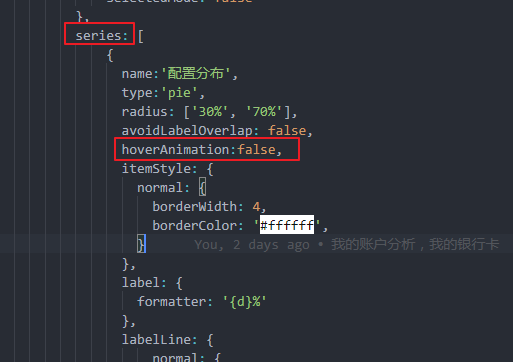 selectedMode: false
},
series: [
{
name:'配置分布',
type:'pie',
radius: ['30%', '70%'],
avoidLabelOverlap: false,
hoverAnimation:false,
itemStyle: {
normal: {
borderWidth: 4,
borderColor: '#ffffff',
} You, 2 days ago • 我的账户分析，我的银行卡
},
label: {
formatter: '{d}%'
},
labelLine: {
normal: {